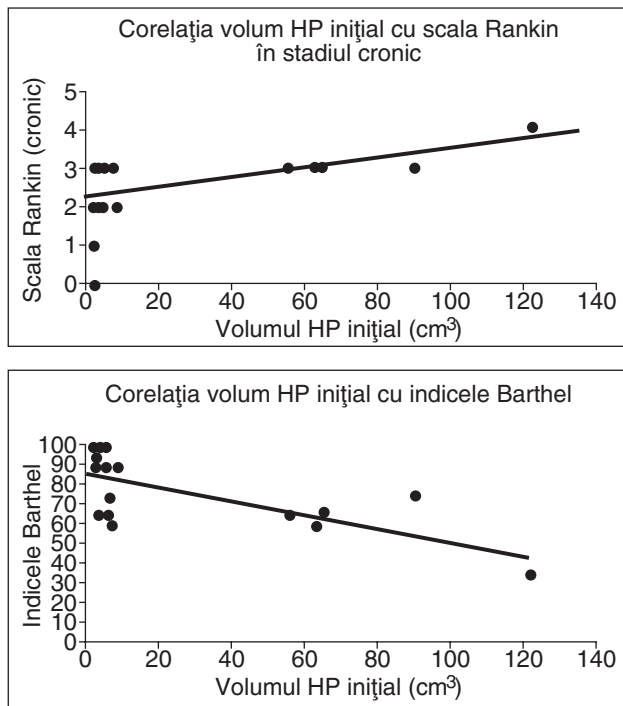 Corelaţia volum HP iniţial cu scala Rankin
în stadiul cronic
Scala Rankin (cronic)
5
4
3
2
1
0
0 20 40 60 80 100 120 140
Volumul HP iniţial (cm³)
Corelaţia volum HP iniţial cu indicele Barthel
Indicele Barthel
100
90
80
70
60
50
40
30
20
10
0
0 20 40 60 80 100 120 140
Volumul HP iniţial (cm³)